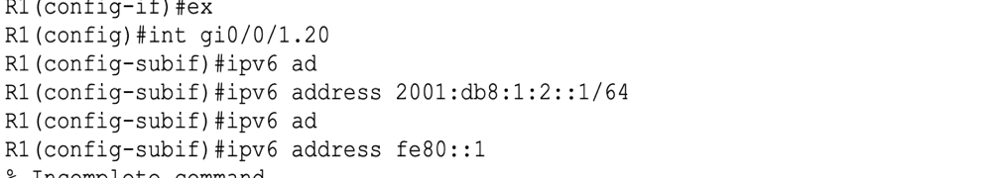 R1(config-if)#ex
R1(config)#int gi0/0/1.20
R1(config-subif)#ipv6 ad
R1(config-subif)#ipv6 address 2001:db8:1:2::1/64
R1(config-subif)#ipv6 ad
R1(config-subif)#ipv6 address fe80::1
% Incomplete command